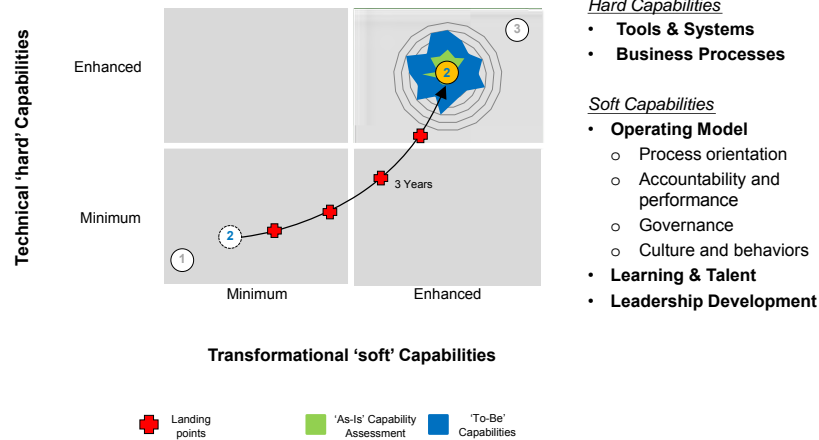 Technical ‘hard’ Capabilities
Enhanced
Minimum
3
2
3 Years
2
1
Minimum
Enhanced
Transformational ‘soft’ Capabilities
Landing
points
‘As-Is’ Capability
Assessment
‘To-Be’
Capabilities
Hard Capabilities
• Tools & Systems
• Business Processes
Soft Capabilities
• Operating Model
o Process orientation
o Accountability and
performance
o Governance
o Culture and behaviors
• Learning & Talent
• Leadership Development